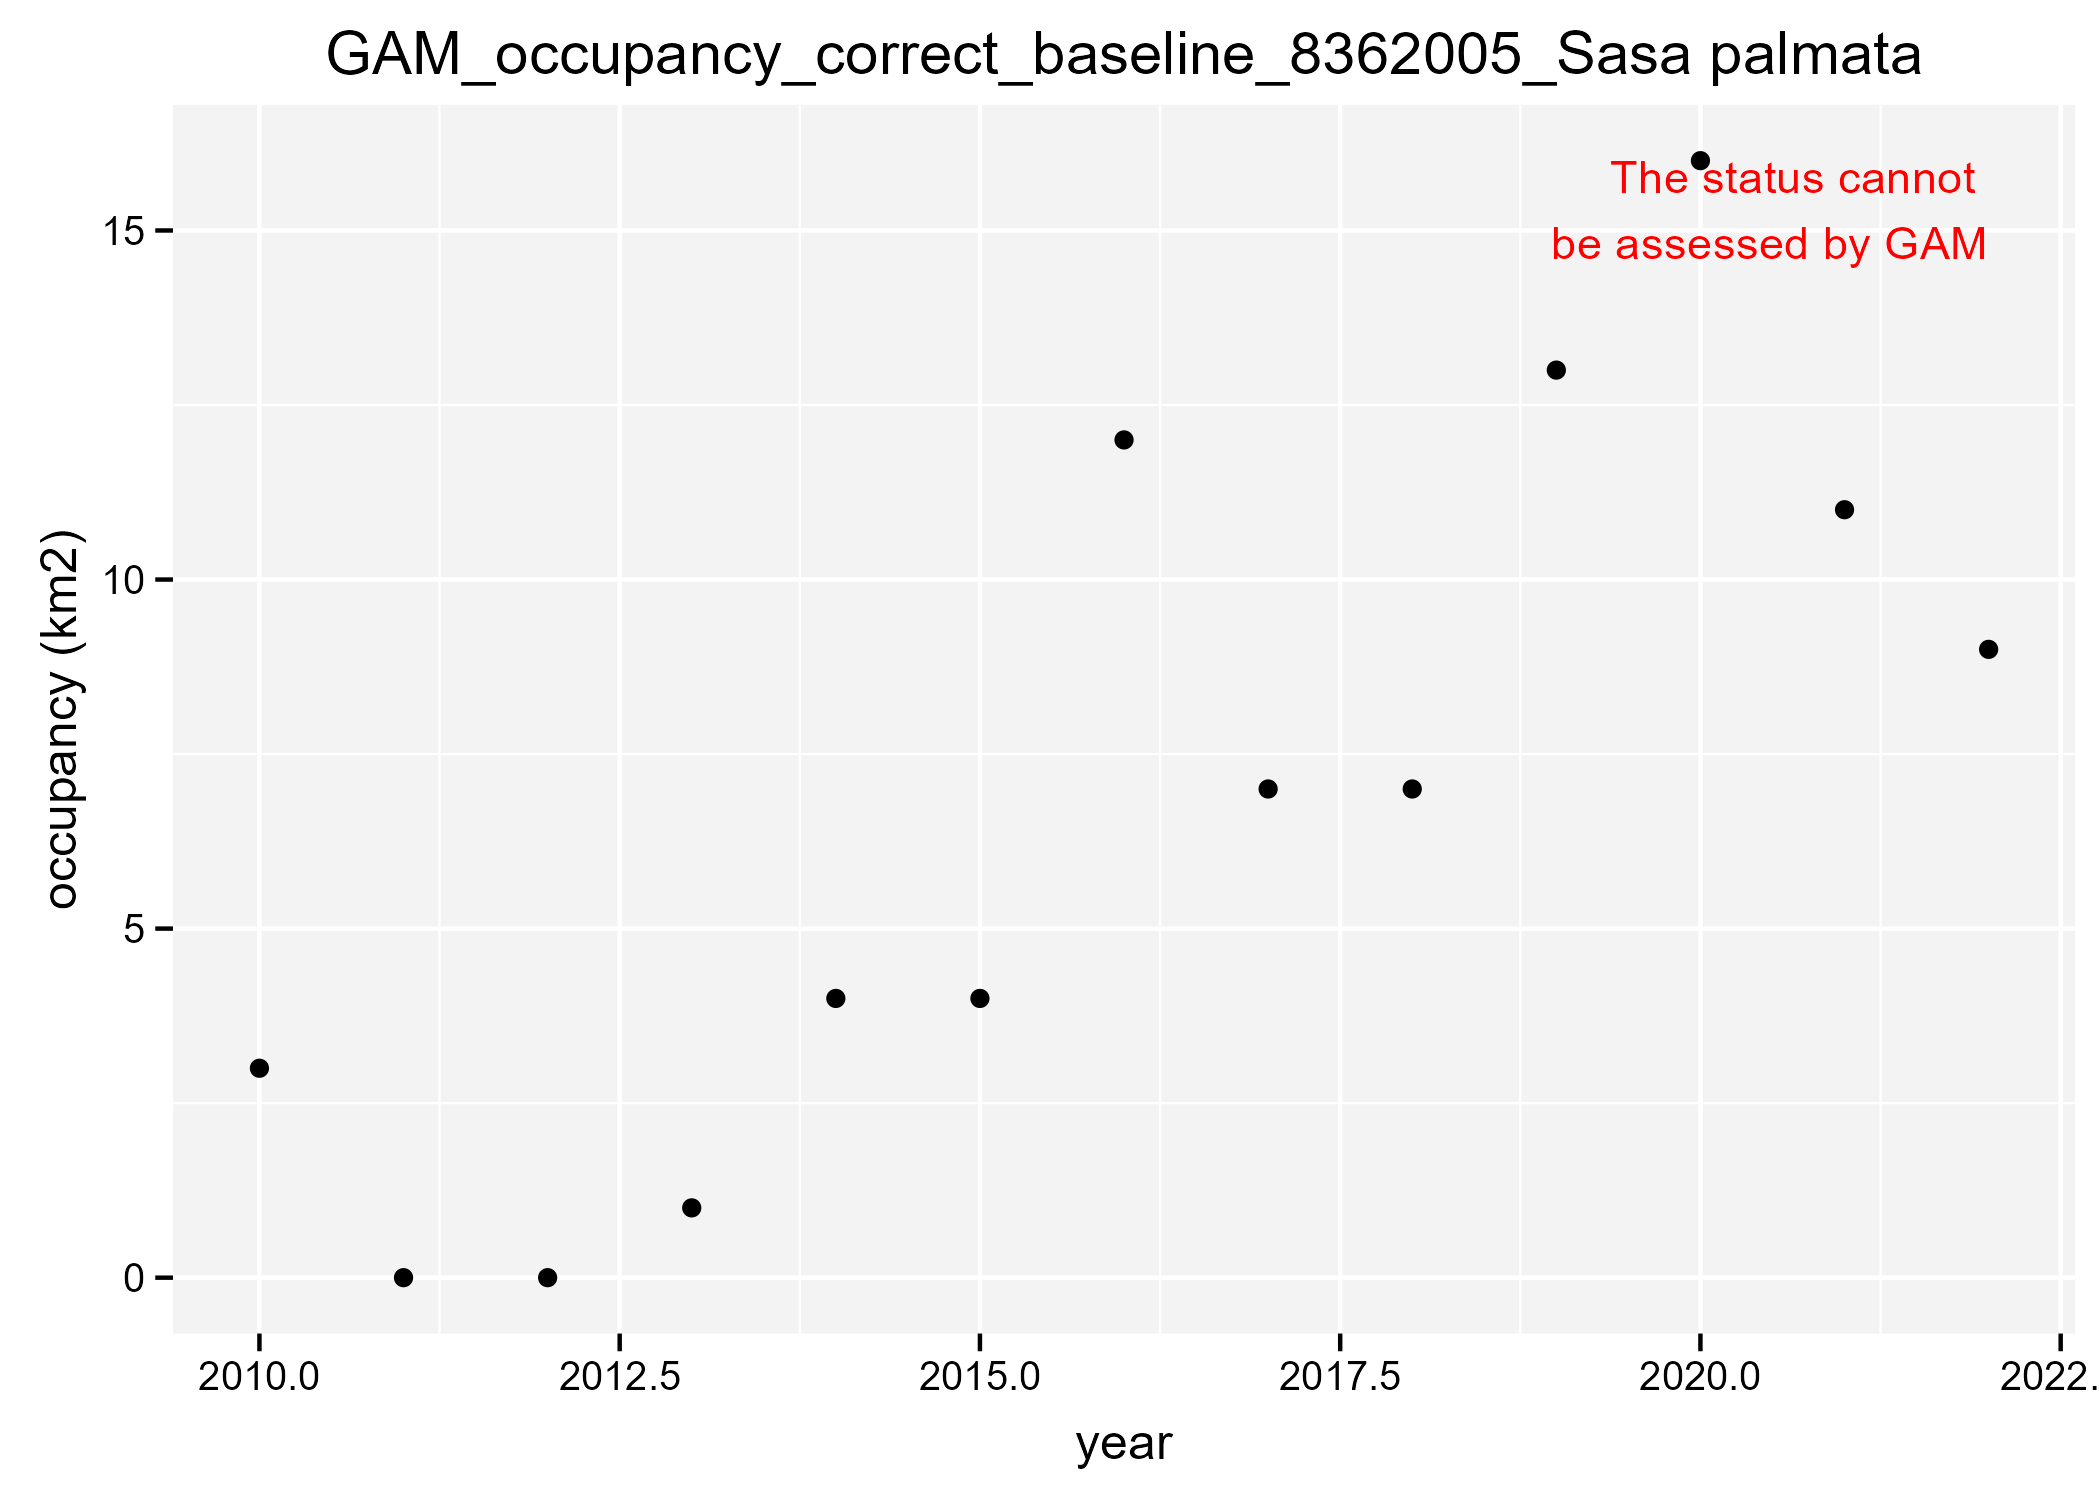 GAM_occupancy_correct_baseline_8362005_Sasa palmata
The status cannot
be assessed by GAM
15
10
5
0
occupancy (km2)
2010.0 2012.5 2015.0 2017.5 2020.0 2022.
year